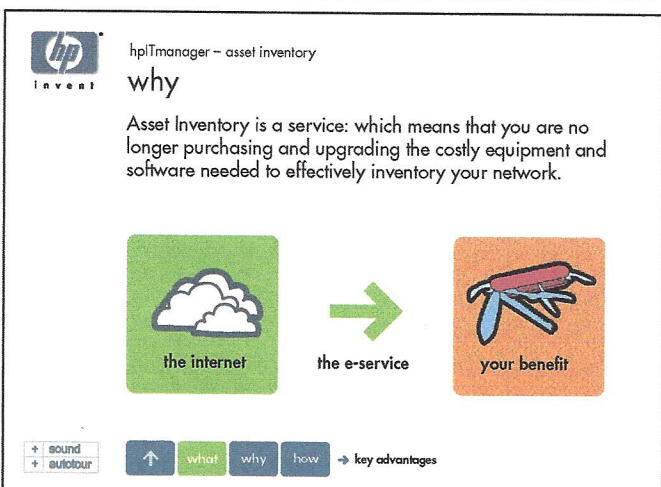 hp
invent
hpITmanager – asset inventory
why
Asset Inventory is a service: which means that you are no
longer purchasing and upgrading the costly equipment and
software needed to effectively inventory your network.
the internet
the e-service
your benefit
+ sound
+ autotour
what
why
how
key advantages